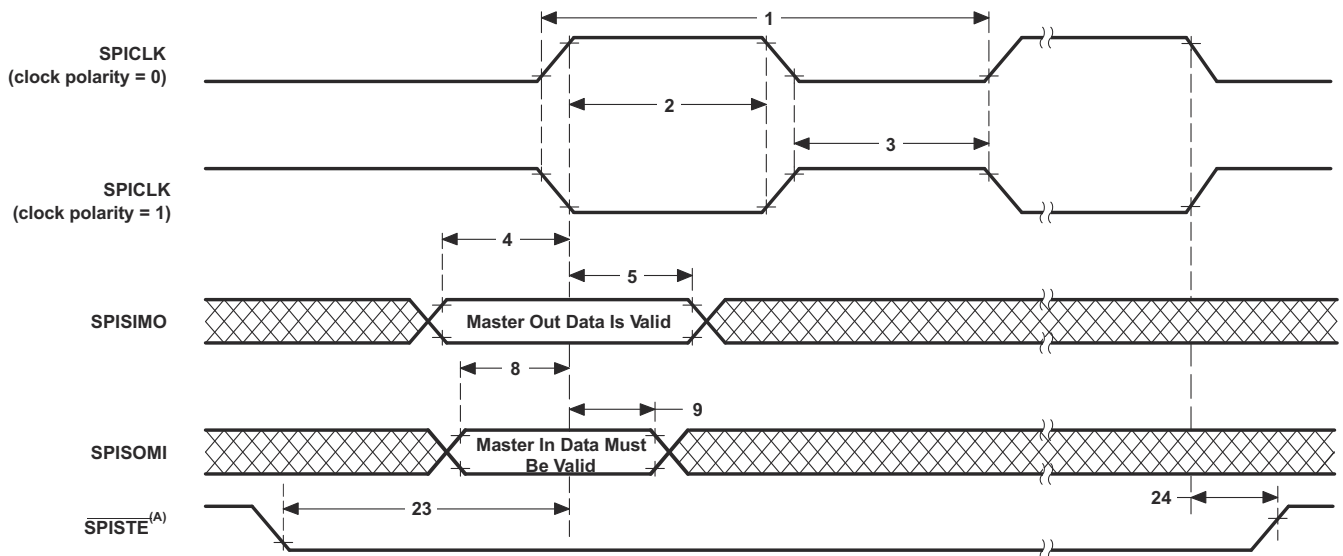 1
SPICLK
(clock polarity = 0)
2
3
SPICLK
(clock polarity = 1)
4
5
SPISIMO
Master Out Data Is Valid
8
9
SPISOMI
Master In Data Must
Be Valid
23
24
SPISTE(A)